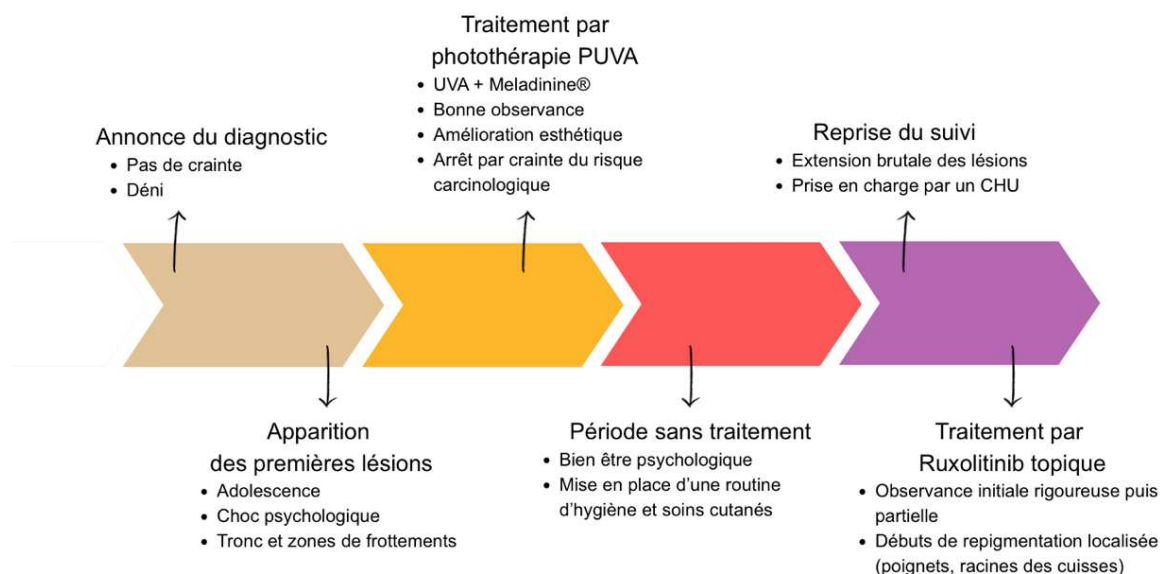 Annonce du diagnostic
• Pas de crainte
• Déni
Apparition
des premières lésions
• Adolescence
• Choc psychologique
• Tronc et zones de frottements
Traitement par
photothérapie PUVA
• UVA + Meladinine®
• Bonne observance
• Amélioration esthétique
• Arrêt par crainte du risque
carcinologique
Période sans traitement
• Bien être psychologique
• Mise en place d’une routine
d’hygiène et soins cutanés
Reprise du suivi
• Extension brutale des lésions
• Prise en charge par un CHU
Traitement par
Ruxolitinib topique
• Observance initiale rigoureuse puis
partielle
• Débuts de repigmentation localisée
(poignets, racines des cuisses)